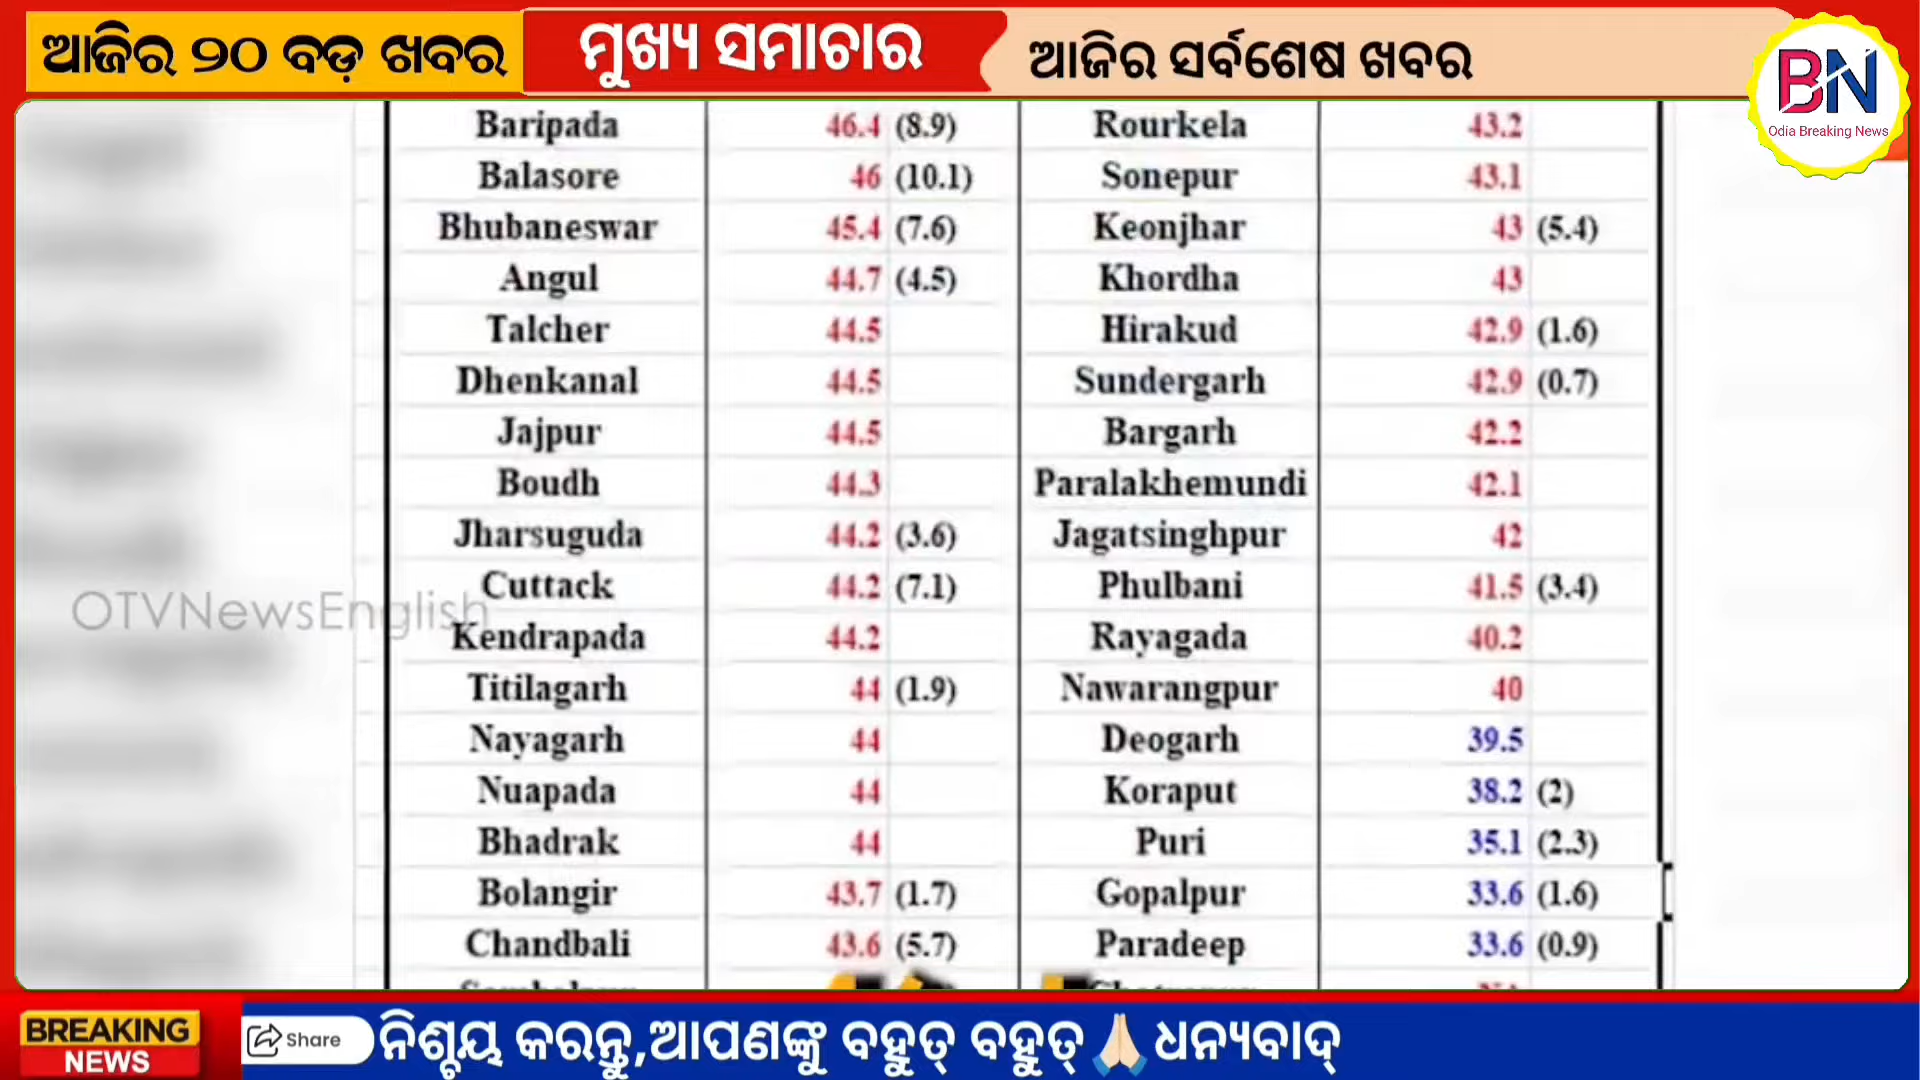 ଆଜିର ୨୦ ବଡ଼ ଖବର ମୁଖ୍ୟ ସମାଚାର ଆଜିର ସର୍ବଶେଷ ଖବର
BN
Odia Breaking News
Baripada 46.4 (8.9) Rourkela 43.2
Balasore 46 (10.1) Sonepur 43.1
Bhubaneswar 45.4 (7.6) Keonjhar 43 (5.4)
Angul 44.7 (4.5) Khordha 43
Talcher 44.5 Hirakud 42.9 (1.6)
Dhenkanal 44.5 Sundergarh 42.9 (0.7)
Jajpur 44.5 Bargarh 42.2
Boudh 44.3 Paralakhemundi 42.1
Jharsuguda 44.2 (3.6) Jagatsinghpur 42
Cuttack 44.2 (7.1) Phulbani 41.5 (3.4)
OTVNewsEnglish
Kendrapada 44.2 Rayagada 40.2
Titilagarh 44 (1.9) Nawarangpur 40
Nayagarh 44 Deogarh 39.5
Nuapada 44 Koraput 38.2 (2)
Bhadrak 44 Puri 35.1 (2.3)
Bolangir 43.7 (1.7) Gopalpur 33.6 (1.6)
Chandbali 43.6 (5.7) Paradeep 33.6 (0.9)
BREAKING
NEWS
Share ନିଶ୍ଚୟ କରନ୍ତୁ,ଆପଣଙ୍କୁ ବହୁତ୍ ବହୁତ୍ ଧନ୍ୟବାଦ୍